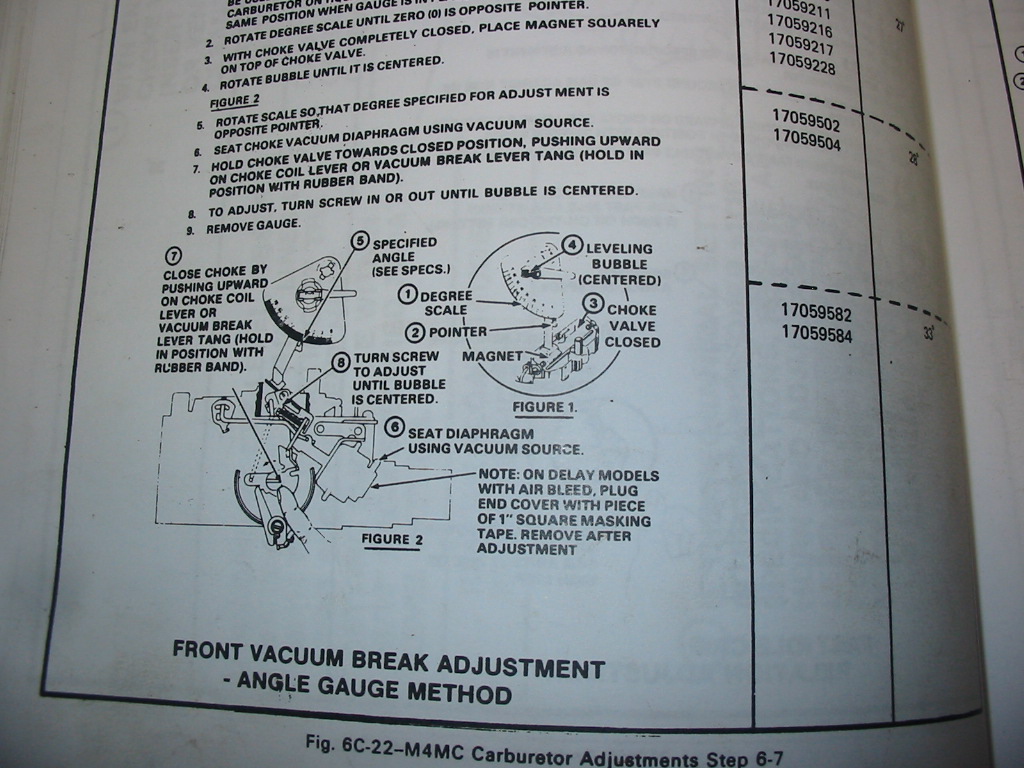 CARBURETOR ON
SAME POSITION WHEN GAUGE IS IN
2. ROTATE DEGREE SCALE UNTIL ZERO (0) IS OPPOSITE POINTER.
3. WITH CHOKE VALVE COMPLETELY CLOSED, PLACE MAGNET SQUARELY
ON TOP OF CHOKE VALVE.
4. ROTATE BUBBLE UNTIL IT IS CENTERED.
FIGURE 2
5. ROTATE SCALE SO THAT DEGREE SPECIFIED FOR ADJUSTMENT IS
OPPOSITE POINTER.
6. SEAT CHOKE VACUUM DIAPHRAGM USING VACUUM SOURCE.
7. HOLD CHOKE VALVE TOWARDS CLOSED POSITION, PUSHING UPWARD
ON CHOKE COIL LEVER OR VACUUM BREAK LEVER TANG (HOLD IN
POSITION WITH RUBBER BAND).
8. TO ADJUST, TURN SCREW IN OR OUT UNTIL BUBBLE IS CENTERED.
9. REMOVE GAUGE.
7
CLOSE CHOKE BY
PUSHING UPWARD
ON CHOKE COIL
LEVER OR
VACUUM BREAK
LEVER TANG (HOLD
IN POSITION WITH
RUBBER BAND).
5 SPECIFIED
ANGLE
(SEE SPECS.)
8 TURN SCREW
TO ADJUST
UNTIL BUBBLE
IS CENTERED.
6 SEAT DIAPHRAGM
USING VACUUM SOURCE.
NOTE: ON DELAY MODELS
WITH AIR BLEED, PLUG
END COVER WITH PIECE
OF 1" SQUARE MASKING
TAPE. REMOVE AFTER
ADJUSTMENT
FIGURE 2
4 LEVELING
BUBBLE
(CENTERED)
1 DEGREE
SCALE
2 POINTER
3 CHOKE
VALVE
CLOSED
MAGNET
FIGURE 1.
FRONT VACUUM BREAK ADJUSTMENT
- ANGLE GAUGE METHOD
17059211
17059216
17059217
17059228
27°
17059502
17059504
28°
17059582
17059584
33°
Fig. 6C-22-M4MC Carburetor Adjustments Step 6-7